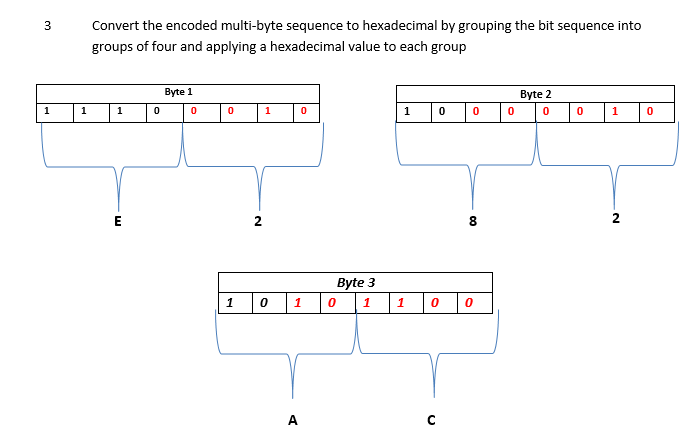 3 Convert the encoded multi-byte sequence to hexadecimal by grouping the bit sequence into
groups of four and applying a hexadecimal value to each group
Byte 1
1 1 1 0 0 0 1 0
E 2
Byte 2
1 0 0 0 0 0 1 0
8 2
Byte 3
1 0 1 0 1 1 0 0
A C